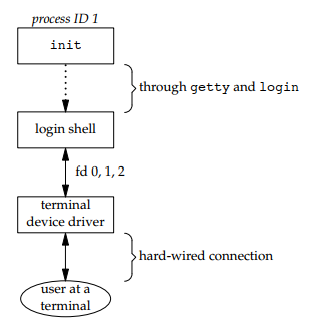 process ID 1
init
through getty and login
login shell
fd 0, 1, 2
terminal
device driver
hard-wired connection
user at a
terminal